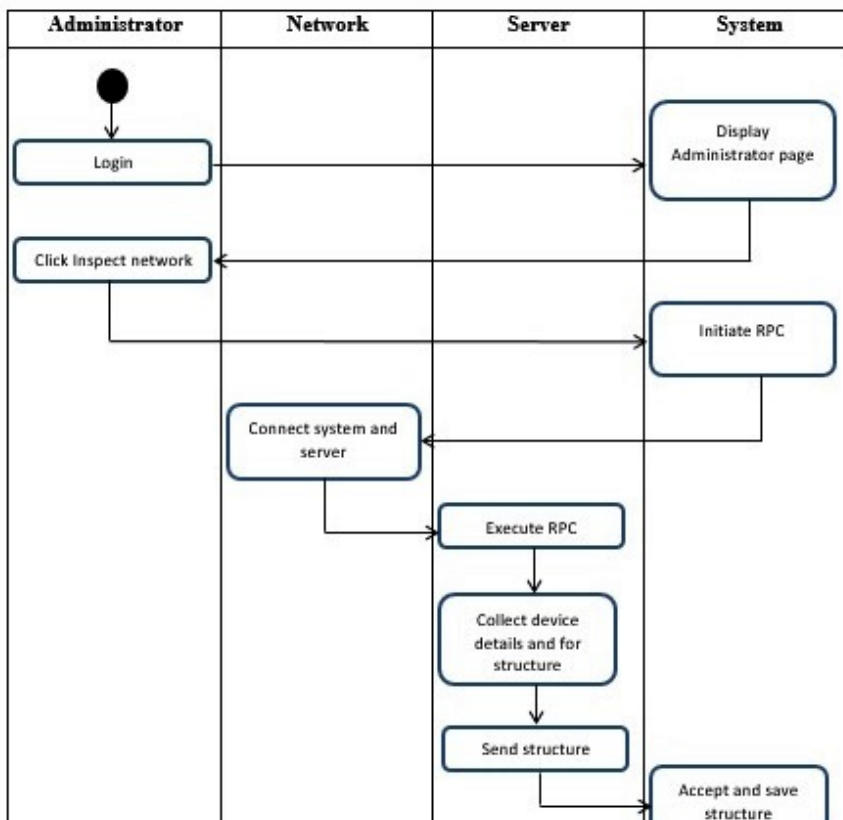 Administrator
Network
Server
System
Display
Administrator page
Login
Click Inspect network
Initiate RPC
Connect system and
server
Execute RPC
Collect device
details and for
structure
Send structure
Accept and save
structure